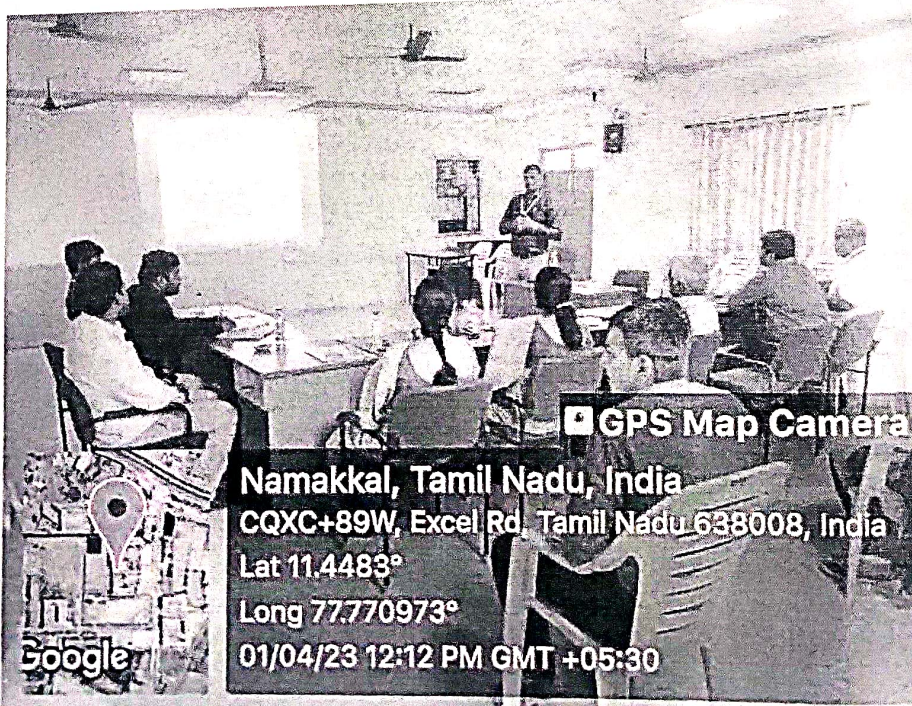 GPS Map Camera
Namakkal, Tamil Nadu, India
CQXC+89W, Excel Rd, Tamil Nadu 638008, India
Lat 11.4483°
Long 77.770973°
01/04/23 12:12 PM GMT +05:30
Google